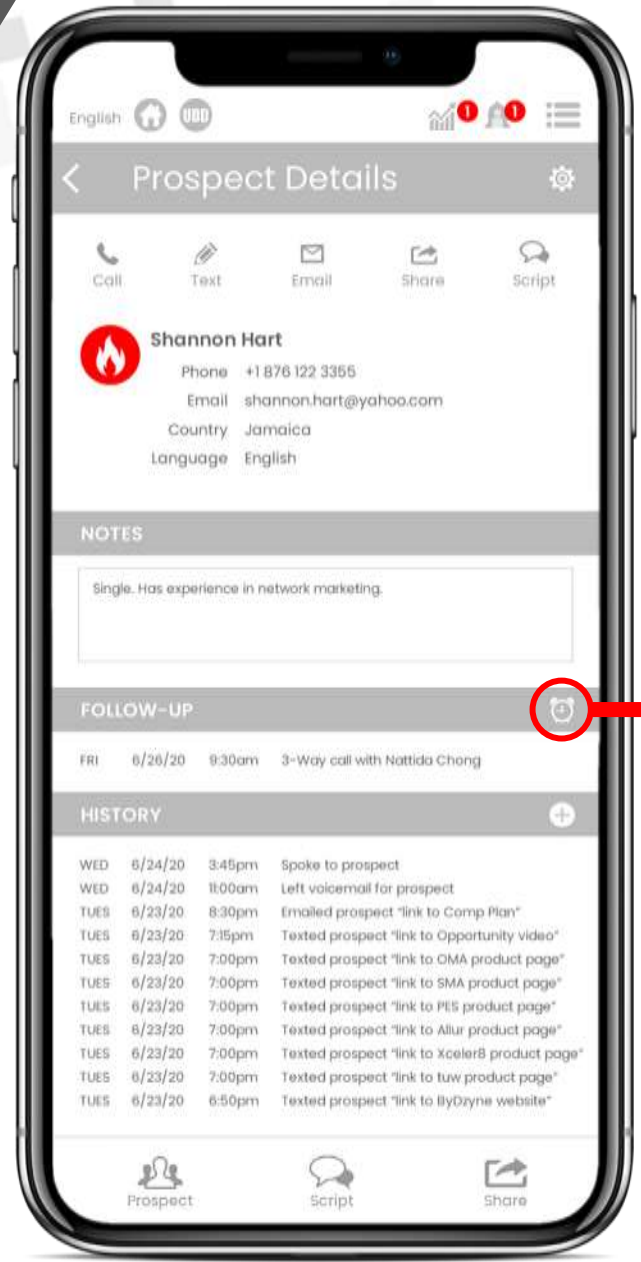 English UBD 1 1
Prospect Details
Call Text Email Share Script
Shannon Hart
Phone +1 876 122 3355
Email shannon.hart@yahoo.com
Country Jamaica
Language English
NOTES
Single. Has experience in network marketing.
FOLLOW-UP
FRI 6/26/20 9:30am 3-Way call with Nattida Chong
HISTORY
WED 6/24/20 3:45pm Spoke to prospect
WED 6/24/20 11:00am Left voicemail for prospect
TUES 6/23/20 8:30pm Emailed prospect "link to Comp Plan"
TUES 6/23/20 7:15pm Texted prospect "link to Opportunity video"
TUES 6/23/20 7:00pm Texted prospect "link to OMA product page"
TUES 6/23/20 7:00pm Texted prospect "link to SMA product page"
TUES 6/23/20 7:00pm Texted prospect "link to PES product page"
TUES 6/23/20 7:00pm Texted prospect "link to Allur product page"
TUES 6/23/20 7:00pm Texted prospect "link to Xceler8 product page"
TUES 6/23/20 7:00pm Texted prospect "link to tuw product page"
TUES 6/23/20 6:50pm Texted prospect "link to ByDzyne website"
Prospect Script Share